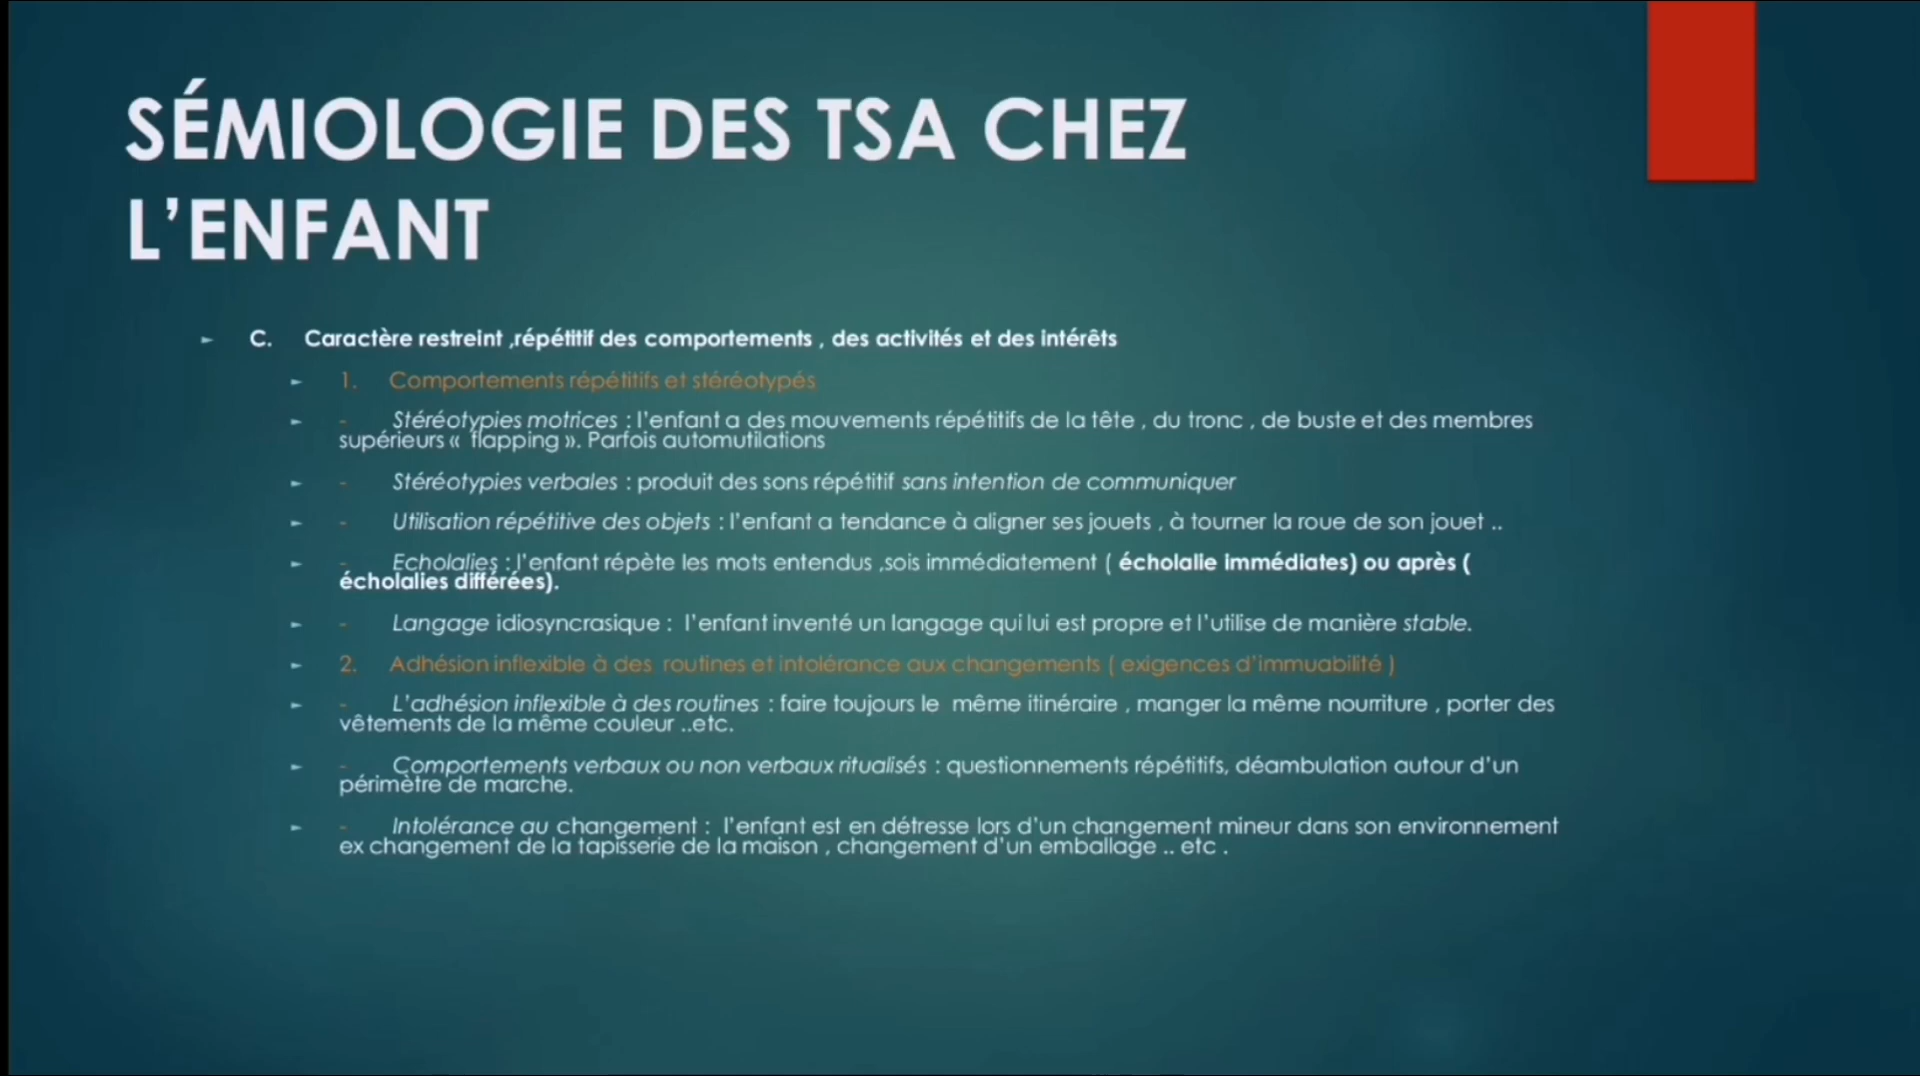 SÉMIOLOGIE DES TSA CHEZ
L’ENFANT
C. Caractère restreint ,répétitif des comportements , des activités et des intérêts
1. Comportements répétitifs et stéréotypés
- Stéréotypies motrices : l’enfant a des mouvements répétitifs de la tête , du tronc , de buste et des membres
supérieurs « flapping ». Parfois automutilations
- Stéréotypies verbales : produit des sons répétitif sans intention de communiquer
- Utilisation répétitive des objets : l’enfant a tendance à aligner ses jouets , à tourner la roue de son jouet ..
- Echolalies : l’enfant répète les mots entendus ,sois immédiatement ( écholalie immédiates) ou après (
écholalies différées).
- Langage idiosyncrasique : l’enfant inventé un langage qui lui est propre et l’utilise de manière stable.
2. Adhésion inflexible à des routines et intolérance aux changements ( exigences d’immuabilité )
- L’adhésion inflexible à des routines : faire toujours le même itinéraire , manger la même nourriture , porter des
vêtements de la même couleur ..etc.
- Comportements verbaux ou non verbaux ritualisés : questionnements répétitifs, déambulation autour d’un
périmètre de marche.
- Intolérance au changement : l’enfant est en détresse lors d’un changement mineur dans son environnement
ex changement de la tapisserie de la maison , changement d’un emballage .. etc .